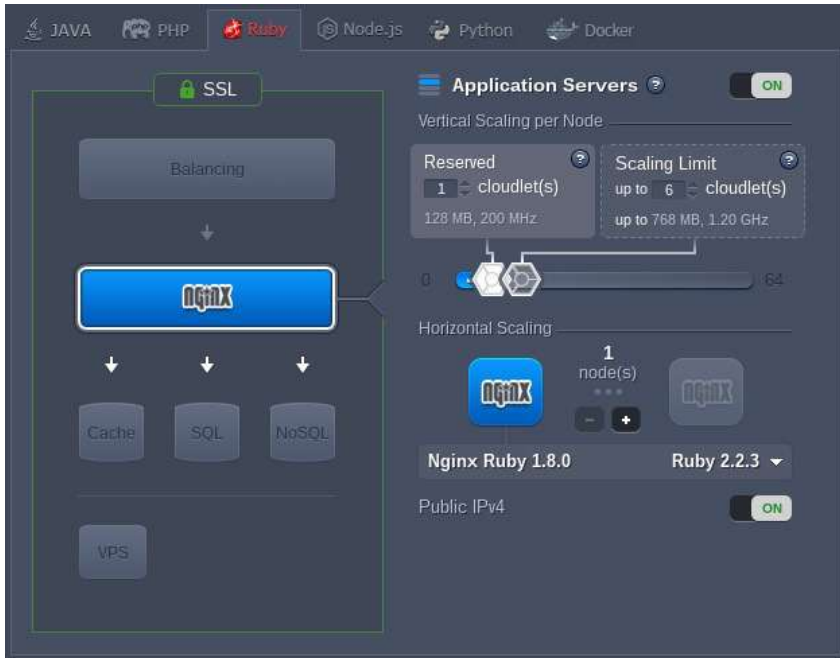 JAVA PHP Ruby Node.js Python Docker
SSL
Balancing
NGINX
Cache SQL NoSQL
VPS
Application Servers ? ON
Vertical Scaling per Node
Reserved ?
1 cloudlet(s)
128 MB, 200 MHz
Scaling Limit ?
up to 6 cloudlet(s)
up to 768 MB, 1.20 GHz
0 64
Horizontal Scaling
NGINX
1
node(s)
- +
NGINX
Nginx Ruby 1.8.0 Ruby 2.2.3
Public IPv4 ON